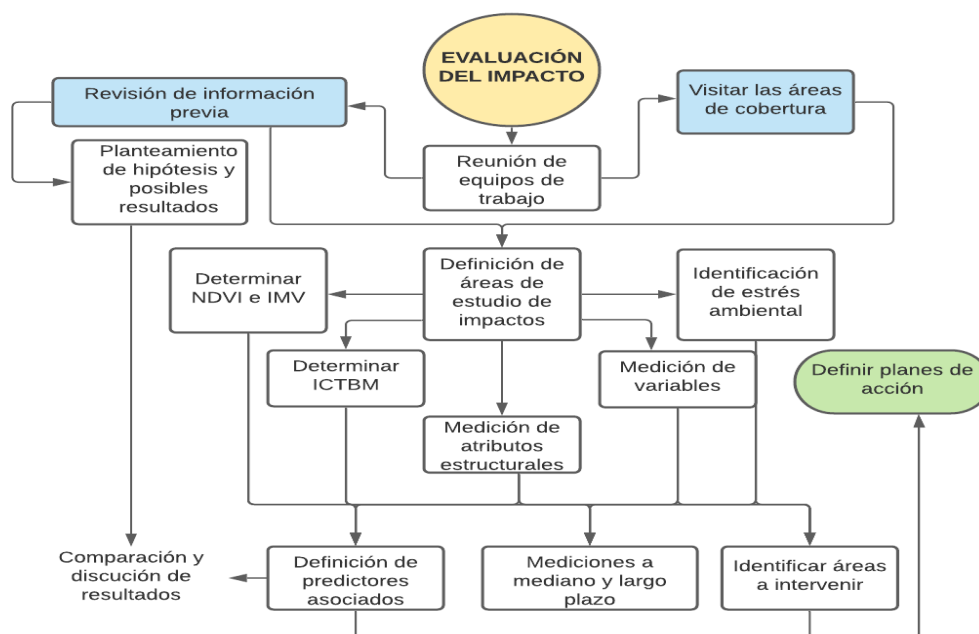 EVALUACIÓN
DEL IMPACTO
Revisión de información
previa
Visitar las áreas
de cobertura
Planteamiento
de hipótesis y
posibles
resultados
Reunión de
equipos de
trabajo
Determinar
NDVI e IMV
Definición de
áreas de
estudio de
impactos
Identificación
de estrés
ambiental
Determinar
ICTBM
Medición de
variables
Definir planes de
acción
Medición de
atributos
estructurales
Comparación y
discución de
resultados
Definición de
predictores
asociados
Mediciones a
mediano y largo
plazo
Identificar áreas
a intervenir